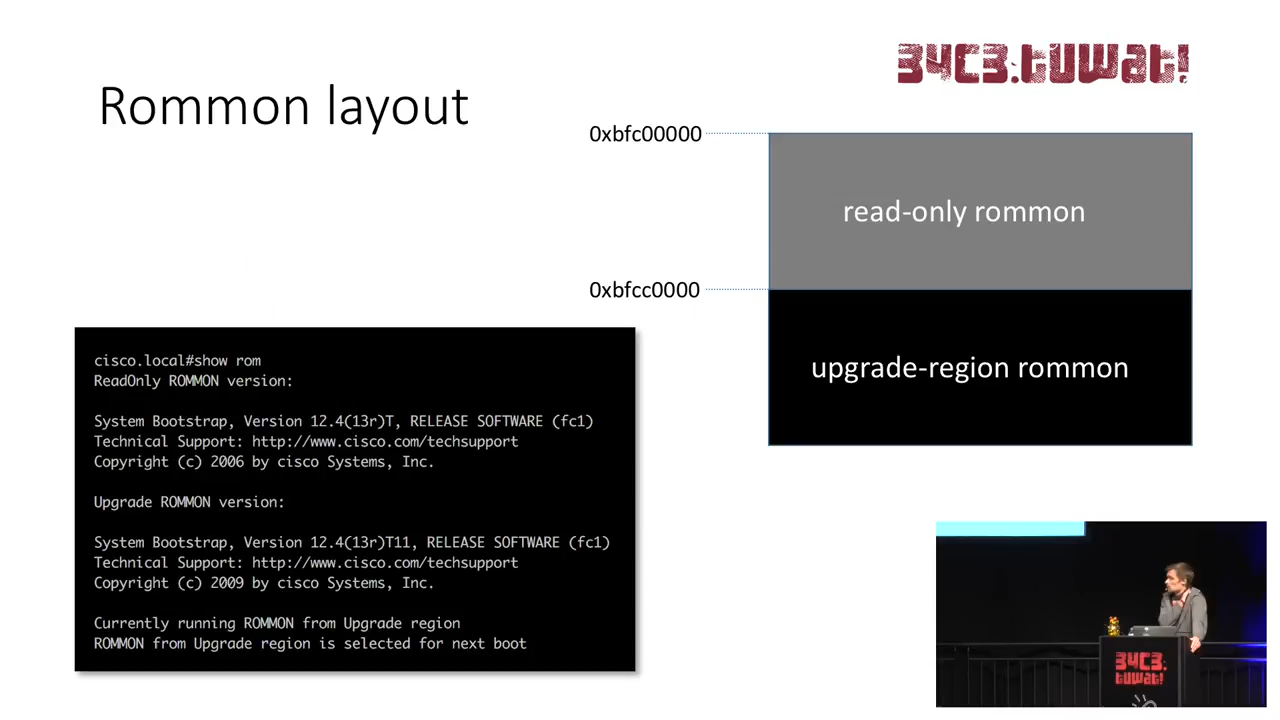 34C3.tuwat!
Rommon layout
0xbfc00000
read-only rommon
0xbfcc0000
upgrade-region rommon
cisco.local#show rom
ReadOnly ROMMON version:
System Bootstrap, Version 12.4(13r)T, RELEASE SOFTWARE (fc1)
Technical Support: http://www.cisco.com/techsupport
Copyright (c) 2006 by cisco Systems, Inc.
Upgrade ROMMON version:
System Bootstrap, Version 12.4(13r)T11, RELEASE SOFTWARE (fc1)
Technical Support: http://www.cisco.com/techsupport
Copyright (c) 2009 by cisco Systems, Inc.
Currently running ROMMON from Upgrade region
ROMMON from Upgrade region is selected for next boot
34C3.
tuwat!